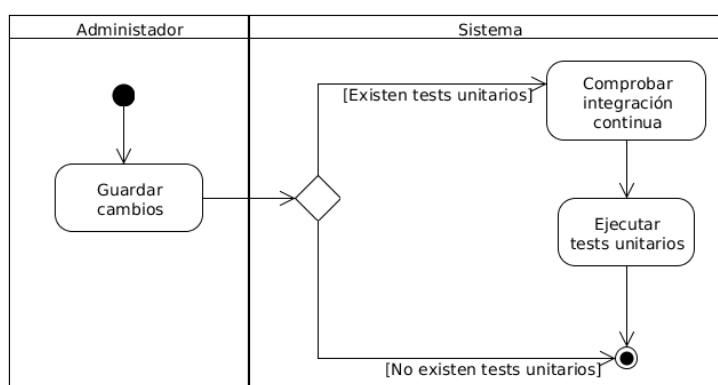 Administador
Sistema
[Existen tests unitarios]
Comprobar
integración
continua
Guardar
cambios
Ejecutar
tests unitarios
[No existen tests unitarios]